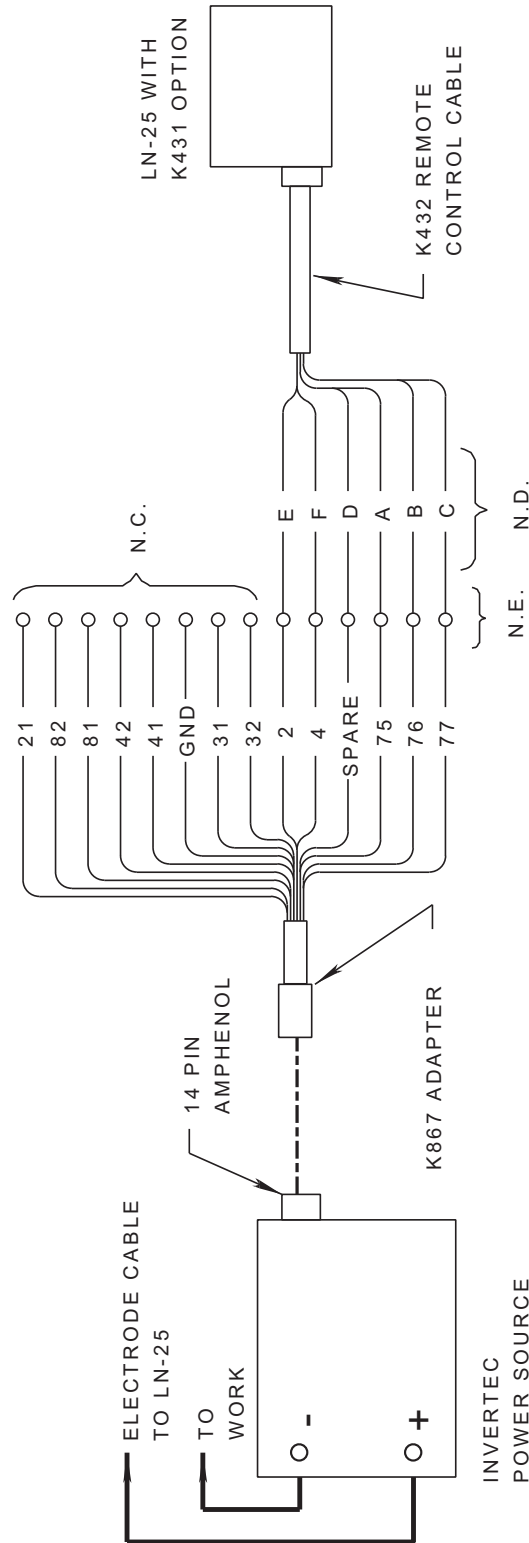 ELECTRODE CABLE
TO LN-25
TO
WORK
-
+
INVERTEC
POWER SOURCE
14 PIN
AMPHENOL
K867 ADAPTER
21
82
81
42
41
GND
31
32
2
4
SPARE
75
76
77
N.C.
E
F
D
A
B
C
N.E.
N.D.
LN-25 WITH
K431 OPTION
K432 REMOTE
CONTROL CABLE